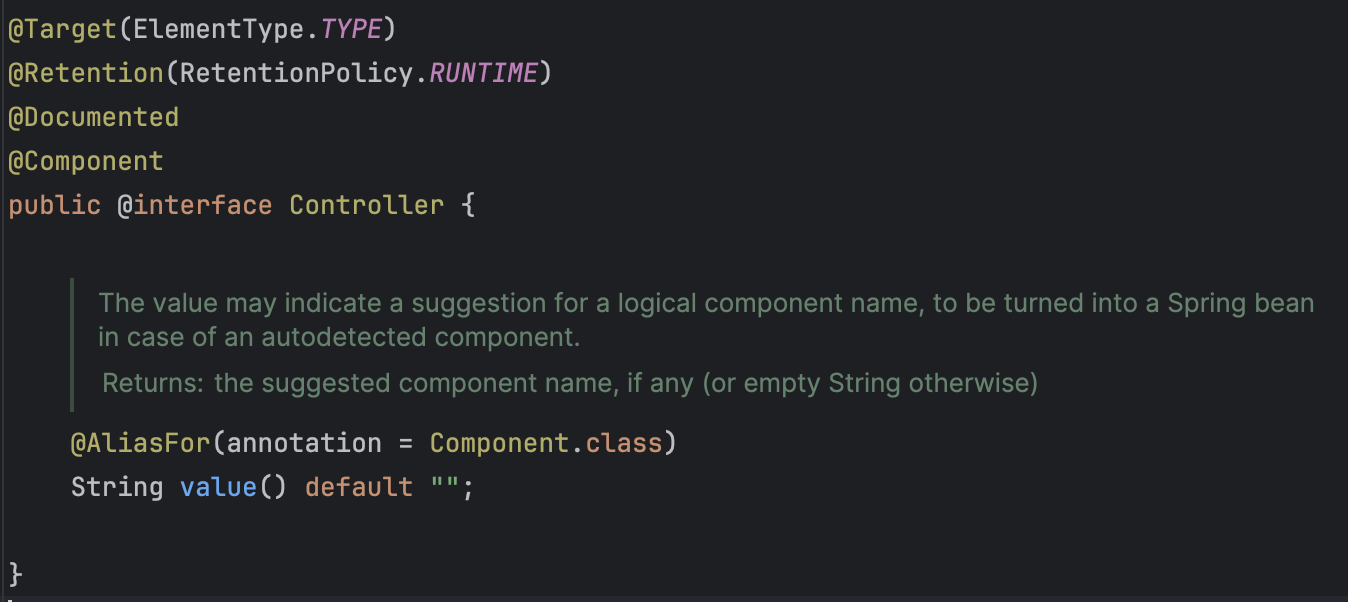 @Target(ElementType.TYPE)
@Retention(RetentionPolicy.RUNTIME)
@Documented
@Component
public @interface Controller {
The value may indicate a suggestion for a logical component name, to be turned into a Spring bean
in case of an autodetected component.
Returns: the suggested component name, if any (or empty String otherwise)
@AliasFor(annotation = Component.class)
String value() default "";
}